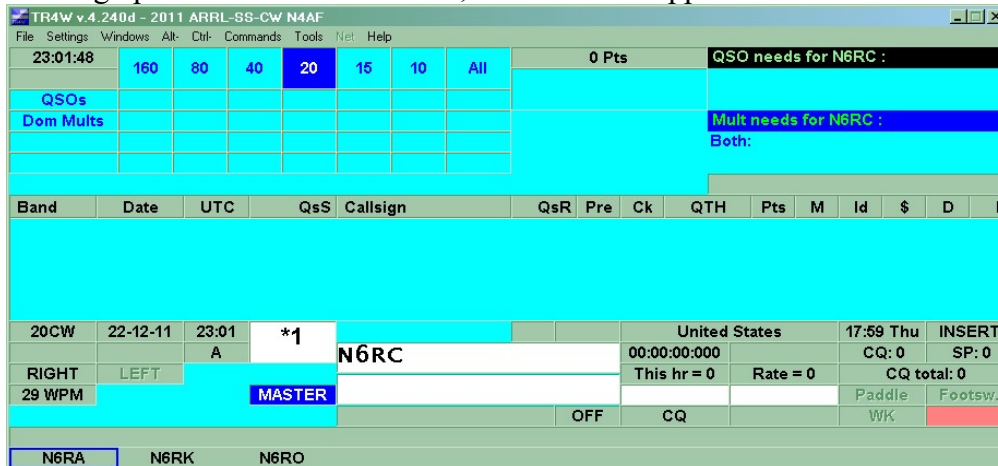 TR4W v.4.240d - 2011 ARRL-SS-CW N4AF
File Settings Windows Alt- Ctrl- Commands Tools Net Help
23:01:48 160 80 40 20 15 10 All 0 Pts QSO needs for N6RC :
QSOs
Dom Mults Mult needs for N6RC :
Both:
Band Date UTC QsS Callsign QsR Pre Ck QTH Pts M Id $ D
20CW 22-12-11 23:01 *1 United States 17:59 Thu INSERT
A N6RC 00:00:00:000 CQ: 0 SP: 0
RIGHT LEFT This hr = 0 Rate = 0 CQ total: 0
29 WPM MASTER Paddle Footsw.
OFF CQ WK
N6RA N6RK N6RO